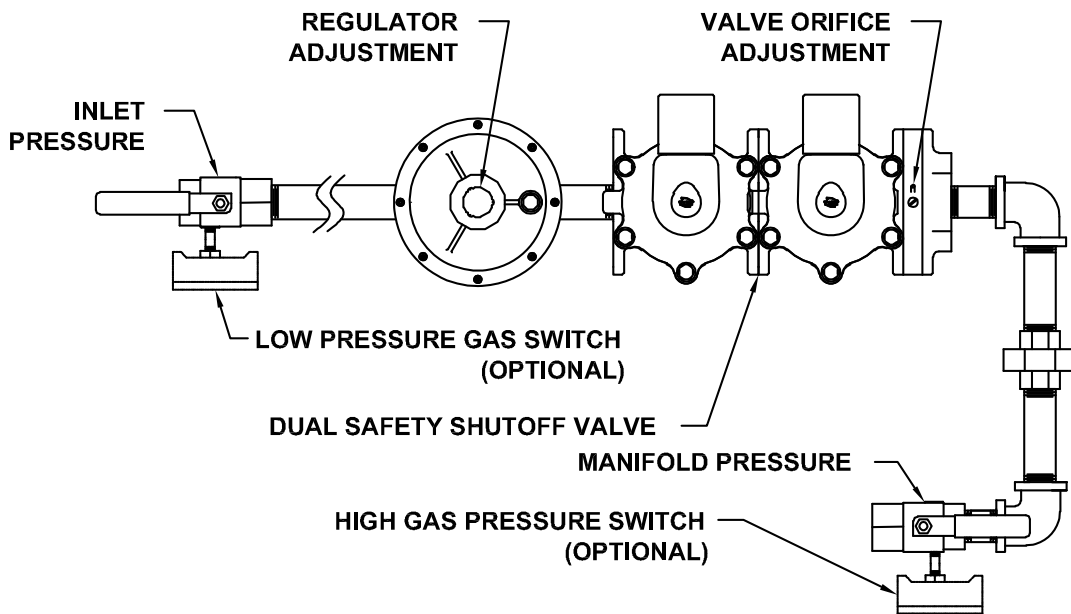 REGULATOR
ADJUSTMENT
VALVE ORIFICE
ADJUSTMENT
INLET
PRESSURE
LOW PRESSURE GAS SWITCH
(OPTIONAL)
DUAL SAFETY SHUTOFF VALVE
MANIFOLD PRESSURE
HIGH GAS PRESSURE SWITCH
(OPTIONAL)